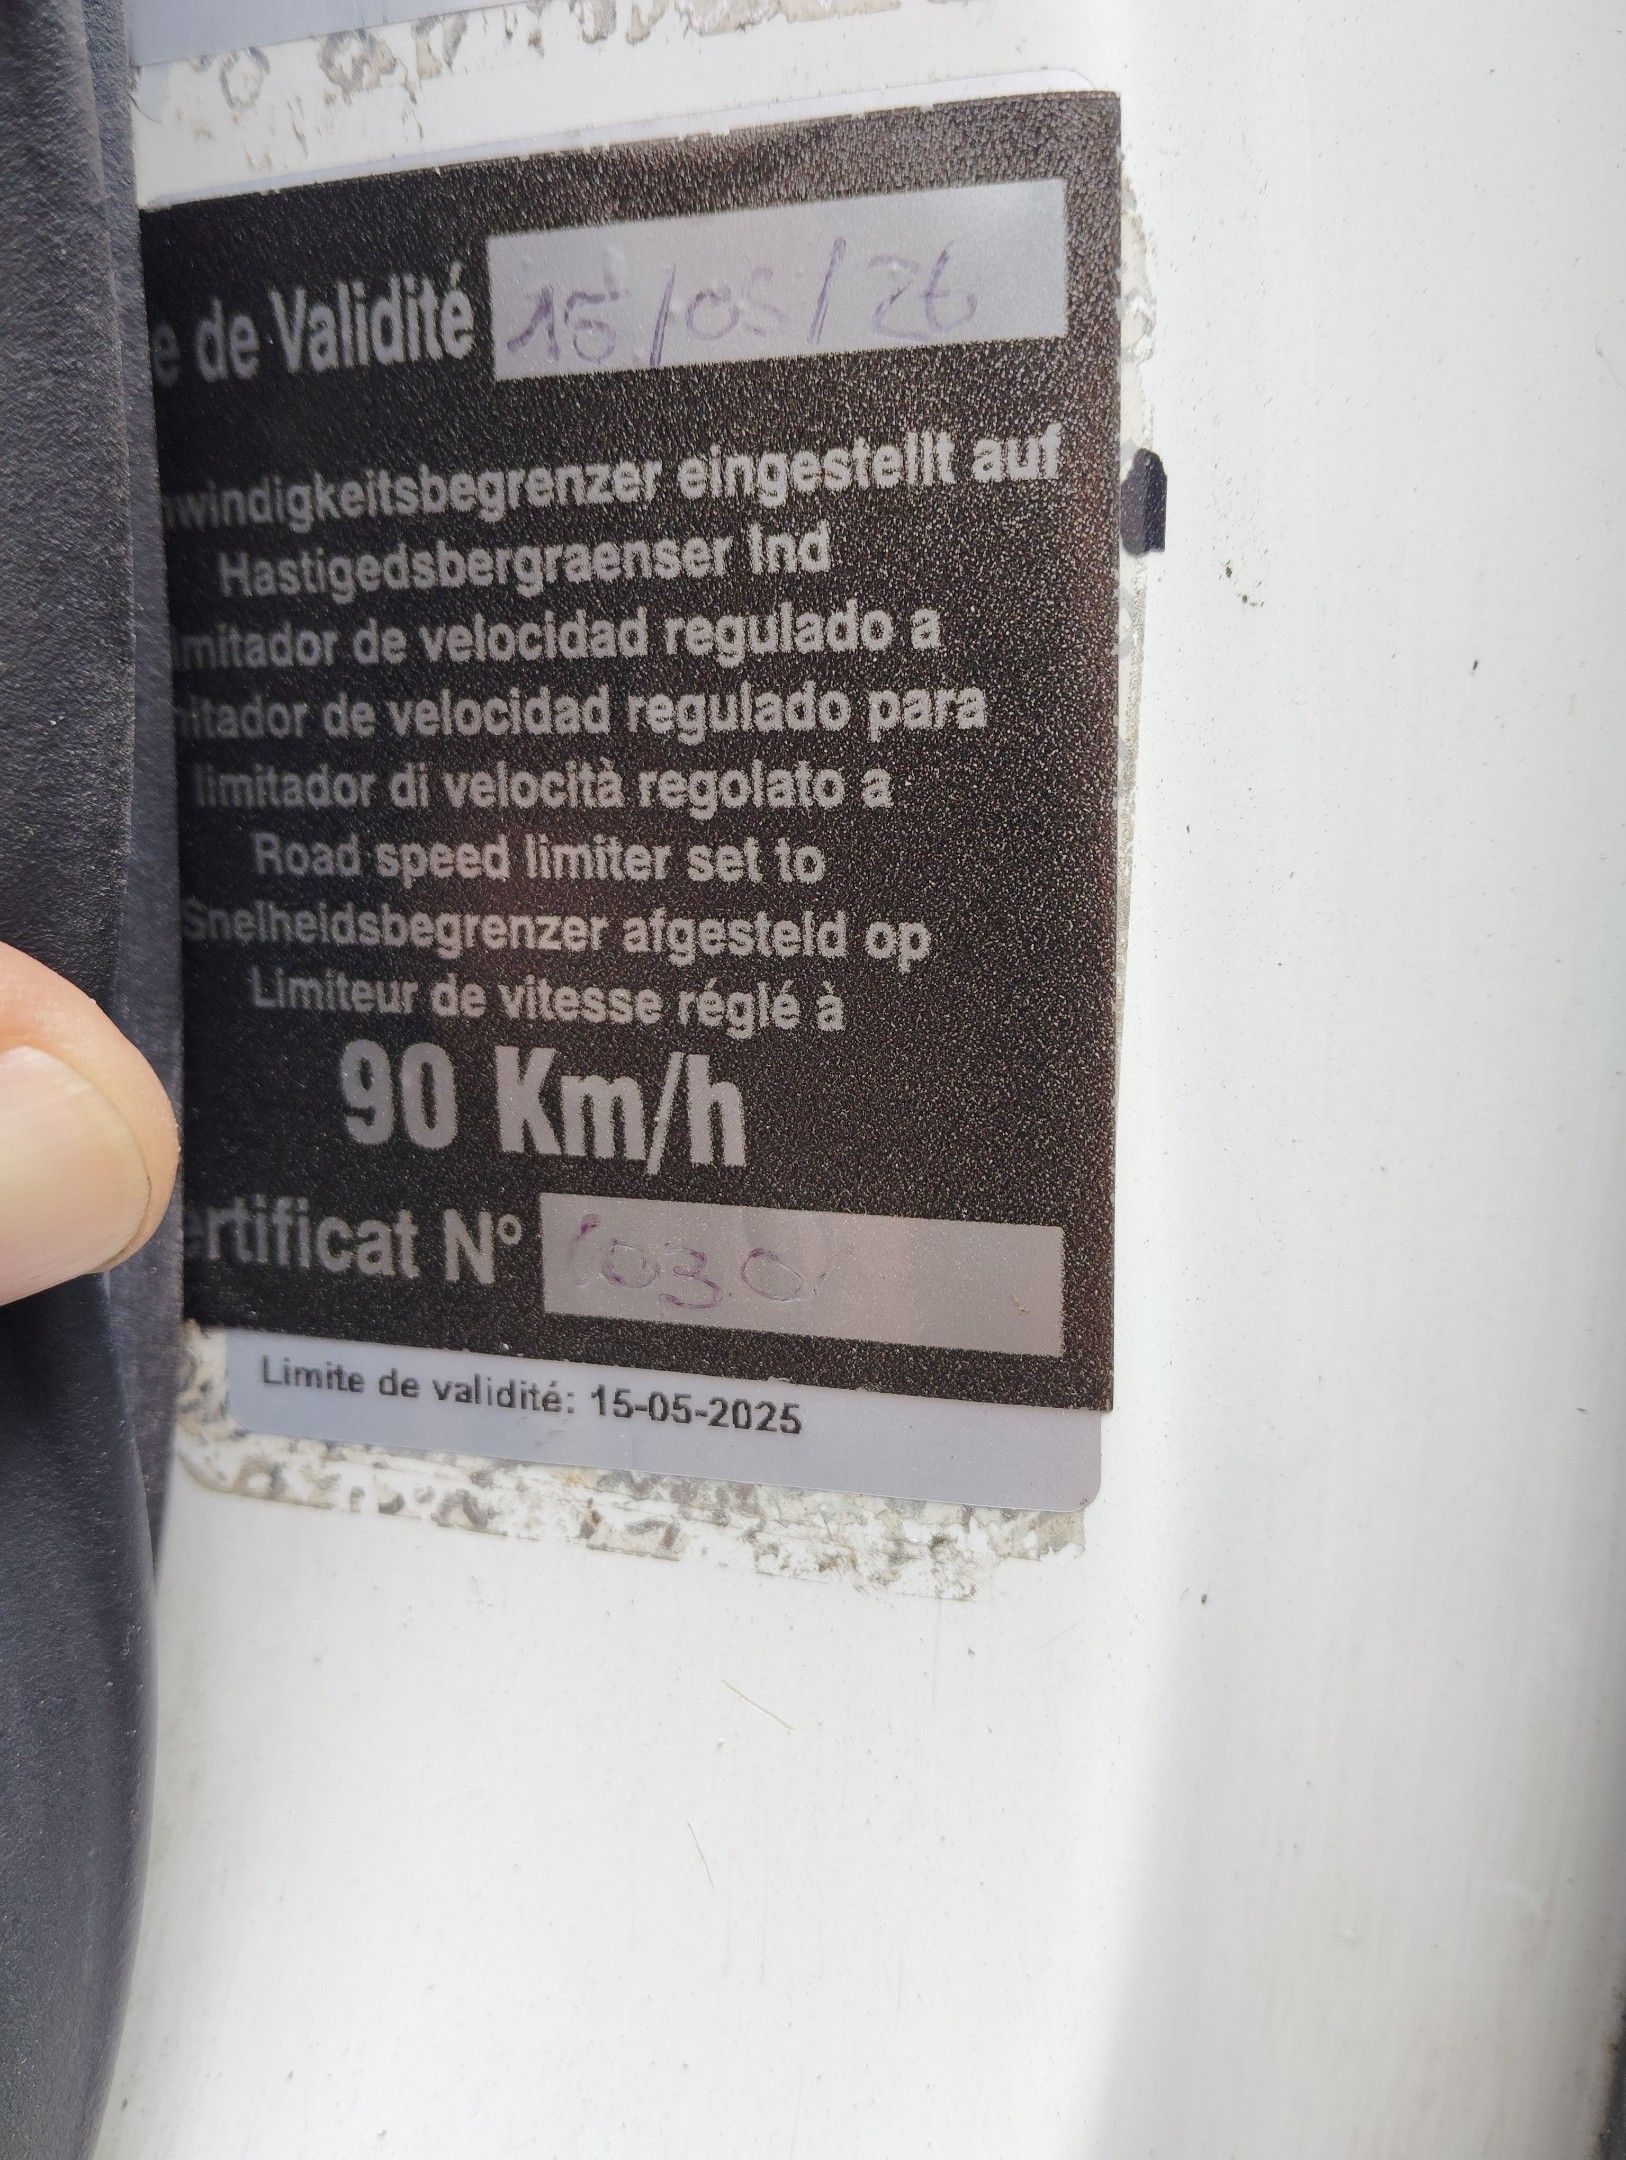 e de Validité 15/05/26
windigkeitsbegrenzer eingestellt auf
Hastigedsbergraenser Ind
mitador de velocidad regulado a
itador de velocidad regulado para
limitador di velocità regolato a
Road speed limiter set to
Snelheidsbegrenzer afgesteld op
Limiteur de vitesse réglé à
90 Km/h
ertificat N° 1030
Limite de validité: 15-05-2025